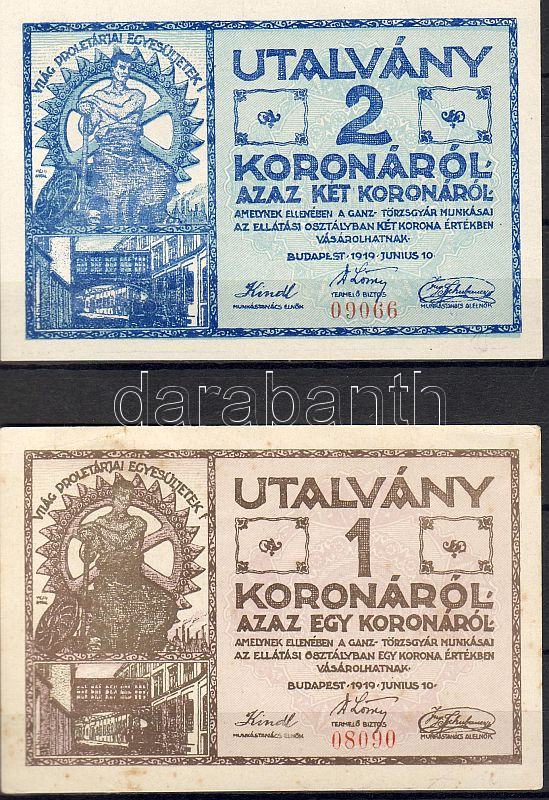 VILÁG PROLETÁRJAI EGYESÜLJETEK!
UTALVÁNY
2
KORONÁRÓL
AZAZ KÉT KORONÁRÓL
AMELYNEK ELLENÉBEN A GANZ- TÖRZSGYÁR MUNKÁSAI
AZ ELLÁTÁSI OSZTÁLYBAN KÉT KORONA ÉRTÉKBEN
VÁSÁROLHATNAK
BUDAPEST · 1919 · JUNIUS 10
Kindl
MUNKÁSTANÁCS ELNÖK
TERMELŐ BIZTOS
MUNKÁSTANÁCS ALELNÖK
09066
darabanth
VILÁG PROLETÁRJAI EGYESÜLJETEK!
UTALVÁNY
1
KORONÁRÓL
AZAZ EGY KORONÁRÓL
AMELYNEK ELLENÉBEN A GANZ- TÖRZSGYÁR MUNKÁSAI
AZ ELLÁTÁSI OSZTÁLYBAN EGY KORONA ÉRTÉKBEN
VÁSÁROLHATNAK
BUDAPEST · 1919 · JUNIUS 10
Kindl
MUNKÁSTANÁCS ELNÖK
TERMELŐ BIZTOS
MUNKÁSTANÁCS ALELNÖK
08090